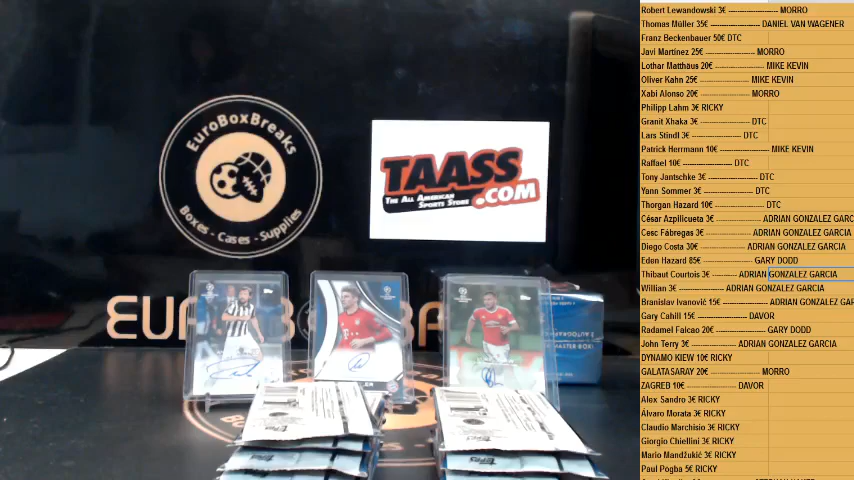 EuroBoxBreaks
Boxes - Cases - Supplies
TAASS
.COM
THE ALL AMERICAN
SPORTS STORE
topps
Robert Lewandowski 3€ ---------------- MORRO
Thomas Müller 35€ ---------------- DANIEL VAN WAGENER
Franz Beckenbauer 50€ DTC
Javi Martínez 25€ ------------ MORRO
Lothar Matthäus 20€ ------------ MIKE KEVIN
Oliver Kahn 25€ ------------ MIKE KEVIN
Xabi Alonso 20€ ------------ MORRO
Philipp Lahm 3€ RICKY
Granit Xhaka 3€ ------------ DTC
Lars Stindl 3€ ------------ DTC
Patrick Herrmann 10€ ------------ MIKE KEVIN
Raffael 10€ ------------ DTC
Tony Jantschke 3€ ------------ DTC
Yann Sommer 3€ ------------ DTC
Thorgan Hazard 10€ ------------ DTC
César Azpilicueta 3€ ------------ ADRIAN GONZALEZ GARC
Cesc Fábregas 3€ ------------ ADRIAN GONZALEZ GARCIA
Diego Costa 30€ ------------ ADRIAN GONZALEZ GARCIA
Eden Hazard 85€ ------------ GARY DODD
Thibaut Courtois 3€ ---------- ADRIAN GONZALEZ GARCIA
Willian 3€ ------------ ADRIAN GONZALEZ GARCIA
Branislav Ivanović 15€ ------------ ADRIAN GONZALEZ GAR
Gary Cahill 15€ ------------ DAVOR
Radamel Falcao 20€ ------------ GARY DODD
John Terry 3€ ------------ ADRIAN GONZALEZ GARCIA
DYNAMO KIEW 10€ RICKY
GALATASARAY 20€ ------------ MORRO
ZAGREB 10€ ------------ DAVOR
Alex Sandro 3€ RICKY
Álvaro Morata 3€ RICKY
Claudio Marchisio 3€ RICKY
Giorgio Chiellini 3€ RICKY
Mario Mandžukić 3€ RICKY
Paul Pogba 5€ RICKY